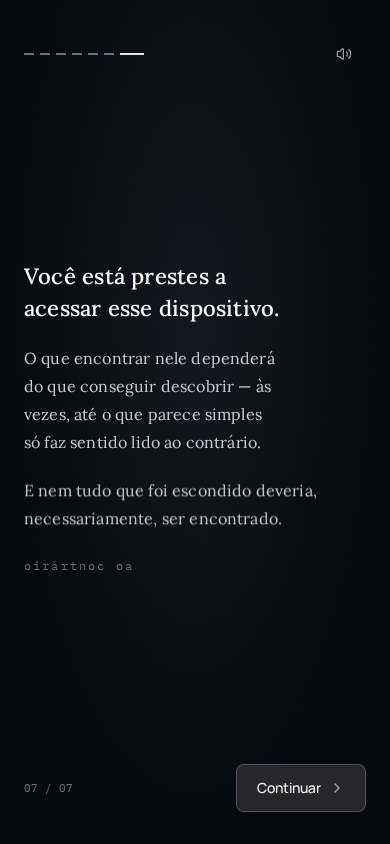 Você está prestes a
acessar esse dispositivo.
O que encontrar nele dependerá
do que conseguir descobrir — às
vezes, até o que parece simples
só faz sentido lido ao contrário.
E nem tudo que foi escondido deveria,
necessariamente, ser encontrado.
oirártnoc oa
07 / 07
Continuar